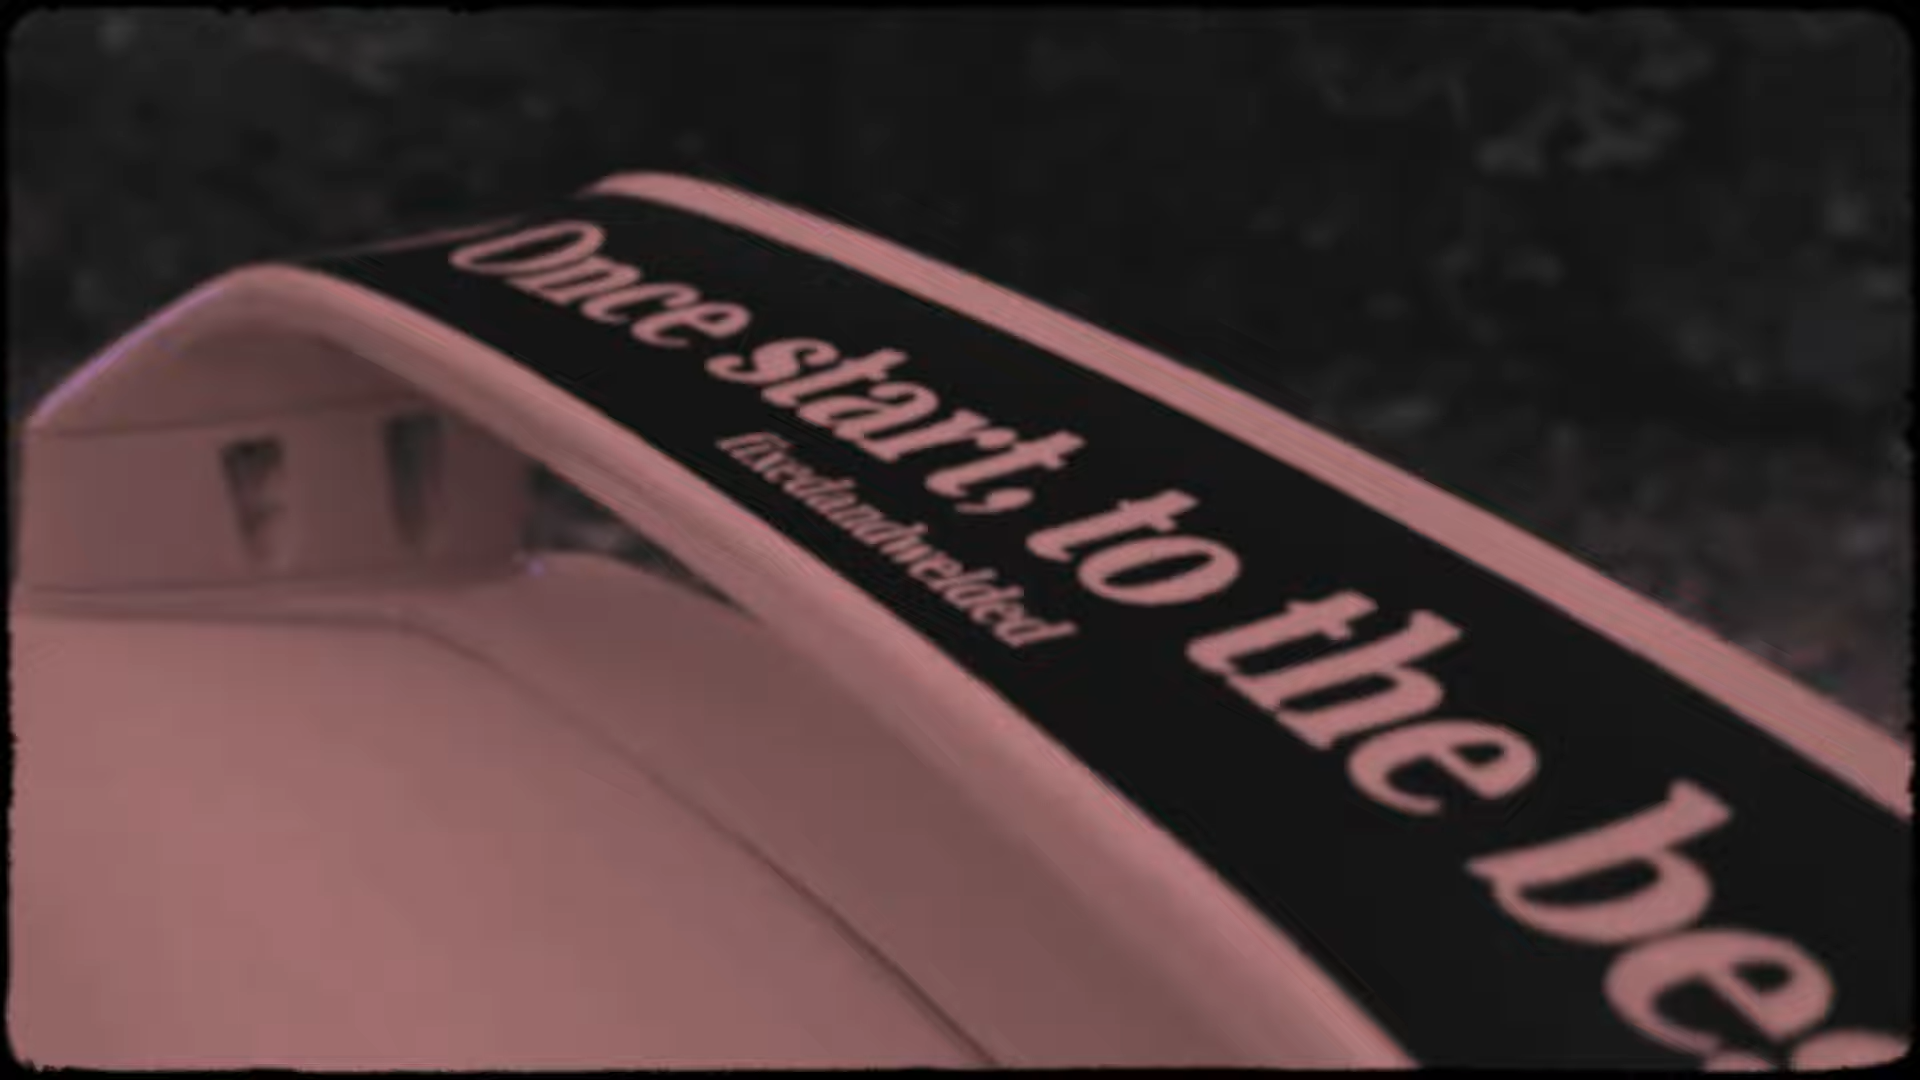 Once start, to the be
fixedandwelded